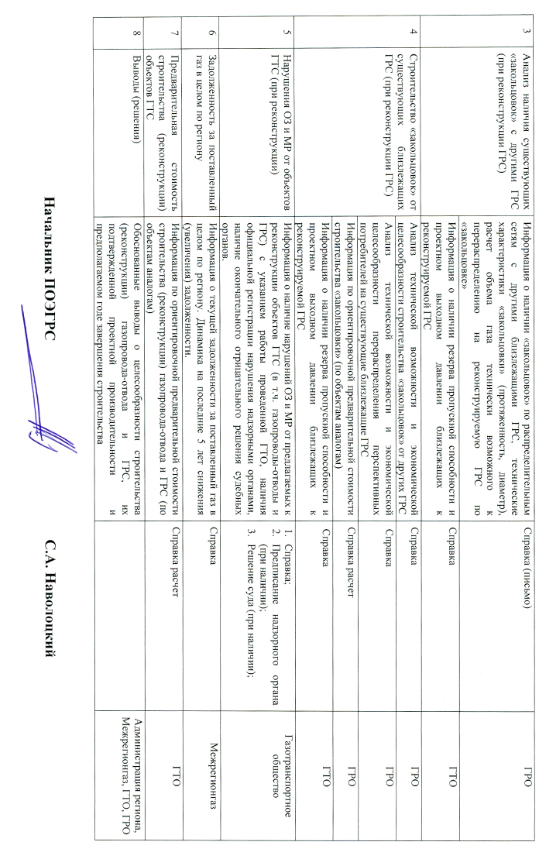 3
Анализ наличия существующих
«закольцовок» с другими ГРС
(при реконструкции ГРС)
Информация о наличии «закольцовок» по распределительным
сетям с другими близлежащими ГРС, технические
характеристики «закольцовки» (протяженность, диаметр),
расчет объема газа технически возможного к
перераспределению на реконструируемую ГРС по
«закольцовке»
Справка (письмо)
ГРО
Информация о наличии резерва пропускной способности и
проектном выходном давлении близлежащих к
реконструируемой ГРС
Справка
ГТО
4
Строительство «закольцовок» от
существующих близлежащих
ГРС (при реконструкции ГРС)
Анализ технической возможности и экономической
целесообразности строительства «закольцовок» от других ГРС
Справка
ГРО
Анализ технической возможности и экономической
целесообразности перераспределения перспективных
потребителей на существующие близлежащие ГРС
Справка
ГРО
Информация по ориентировочной предварительной стоимости
строительства «закольцовок» (по объектам аналогам)
Справка расчет
ГРО
Информация о наличии резерва пропускной способности и
проектном выходном давлении близлежащих к
реконструируемой ГРС
Справка
ГТО
5
Нарушения ОЗ и МР от объектов
ГТС (при реконструкции)
Информация о наличие нарушений ОЗ и МР от предлагаемых к
реконструкции объектов ГТС (в т.ч. газопроводы-отводы и
ГРС) с указанием работы проведенной ГТО, наличия
официальной регистрации нарушения надзорными органами,
наличие окончательного отрицательного решения судебных
органов.
1. Справка;
2. Предписание надзорного органа
(при наличии);
3. Решение суда (при наличии);
Газотранспортное
общество
6
Задолженность за поставленный
газ в целом по региону
Информация о текущей задолженности за поставленный газ в
целом по региону. Динамика на последние 5 лет снижения
(увеличения) задолженности.
Справка
Межрегионгаз
7
Предварительная стоимость
строительства (реконструкции)
объектов ГТС
Информация по ориентировочной предварительной стоимости
строительства (реконструкции) газопровода-отвода и ГРС (по
объектам аналогам)
Справка расчет
ГТО
8
Выводы (решения)
Обоснованные выводы о целесообразности строительства
(реконструкции) газопровода-отвода и ГРС, их
подтвержденной проектной производительности и
предполагаемом годе завершения строительства
Администрация региона,
Межрегионгаз, ГТО, ГРО
Начальник ПОЭГРС
С.А. Наволоцкий